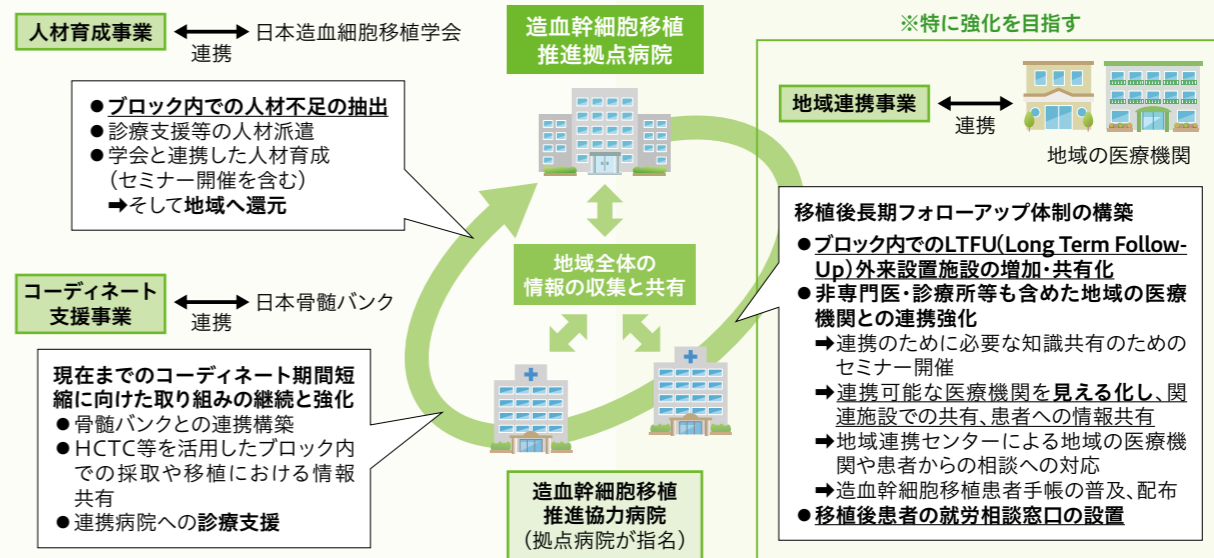 人材育成事業
連携
日本造血細胞移植学会
●ブロック内での人材不足の抽出
●診療支援等の人材派遣
●学会と連携した人材育成
(セミナー開催を含む)
➡そして地域へ還元
コーディネート
支援事業
連携
日本骨髄バンク
現在までのコーディネート期間短
縮に向けた取り組みの継続と強化
●骨髄バンクとの連携構築
●HCTC等を活用したブロック内
での採取や移植における情報
共有
●連携病院への診療支援
造血幹細胞移植
推進拠点病院
地域全体の
情報の収集と共有
造血幹細胞移植
推進協力病院
(拠点病院が指名)
※特に強化を目指す
地域連携事業
連携
地域の医療機関
移植後長期フォローアップ体制の構築
●ブロック内でのLTFU(Long Term Follow-
Up)外来設置施設の増加・共有化
●非専門医・診療所等も含めた地域の医療
機関との連携強化
➡連携のために必要な知識共有のための
セミナー開催
➡連携可能な医療機関を見える化し、関
連施設での共有、患者への情報共有
➡地域連携センターによる地域の医療機
関や患者からの相談への対応
➡造血幹細胞移植患者手帳の普及、配布
●移植後患者の就労相談窓口の設置